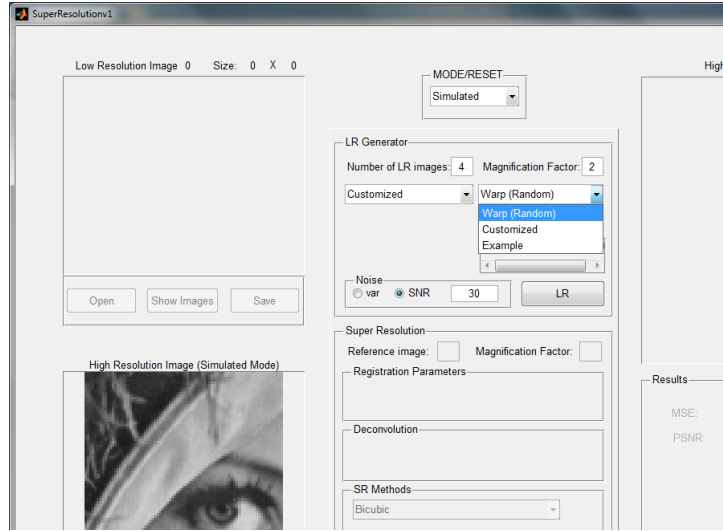 SuperResolutionv1
Low Resolution Image 0 Size: 0 X 0
MODE/RESET
Simulated
LR Generator
Number of LR images: 4 Magnification Factor: 2
Customized Warp (Random)
Warp (Random)
Customized
Example
Noise
var SNR 30 LR
Open Show Images Save
Super Resolution
Reference image: Magnification Factor:
Registration Parameters
Deconvolution
SR Methods
Bicubic
High Resolution Image (Simulated Mode)
High
Results
MSE:
PSNR: